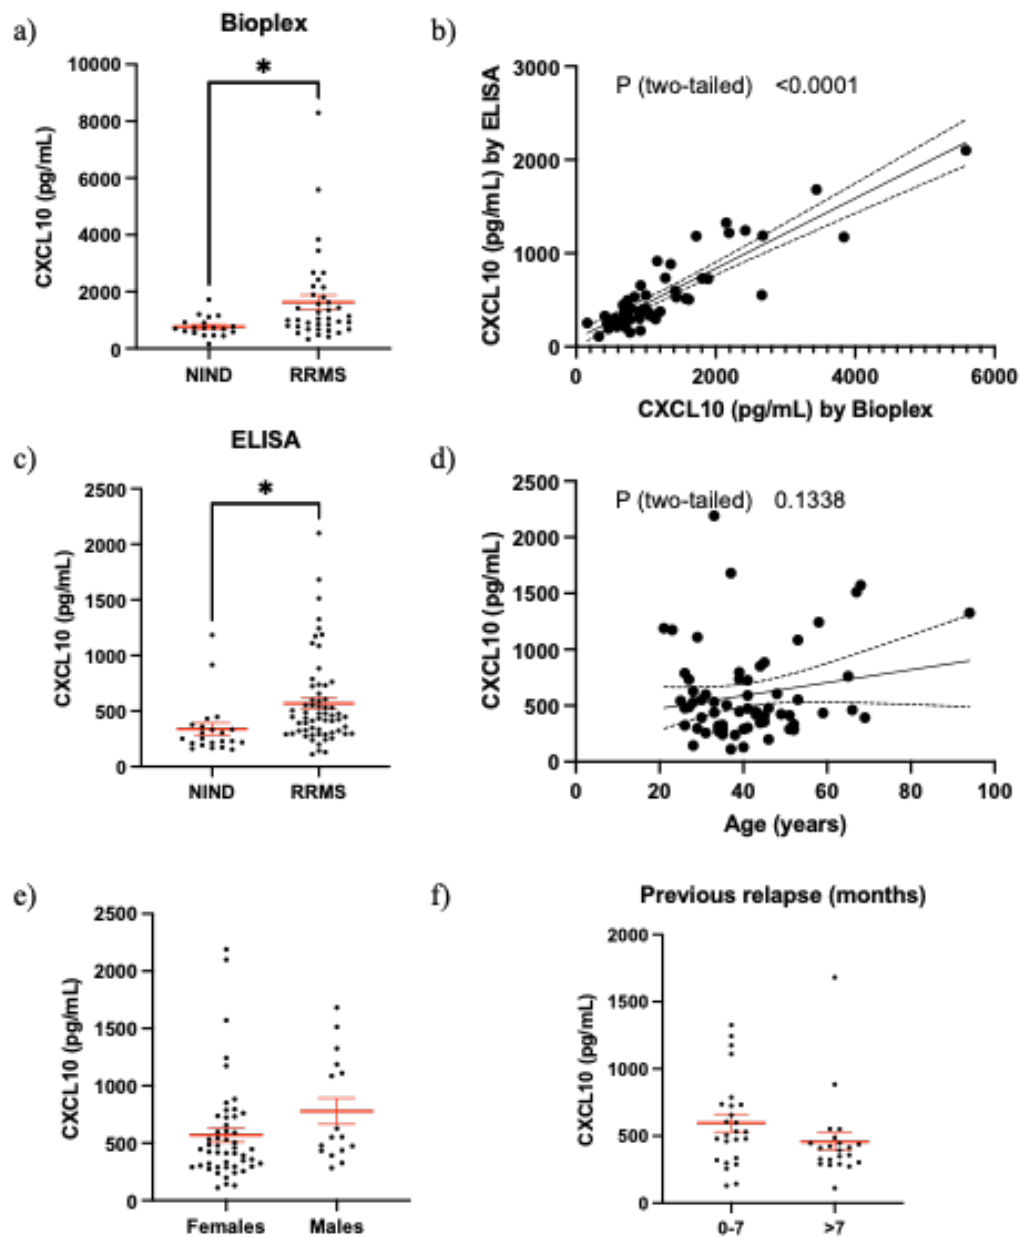 a)
Bioplex
10000
8000
6000
4000
2000
0
CXCL10 (pg/mL)
*
NIND
RRMS
b)
3000
2000
1000
0
CXCL10 (pg/mL) by ELISA
P (two-tailed) <0.0001
0
2000
4000
6000
CXCL10 (pg/mL) by Bioplex
c)
ELISA
2500
2000
1500
1000
500
0
CXCL10 (pg/mL)
*
NIND
RRMS
d)
2500
2000
1500
1000
500
0
CXCL10 (pg/mL)
P (two-tailed) 0.1338
0
20
40
60
80
100
Age (years)
e)
2500
2000
1500
1000
500
0
CXCL10 (pg/mL)
Females
Males
f)
Previous relapse (months)
2000
1500
1000
500
0
CXCL10 (pg/mL)
0-7
>7